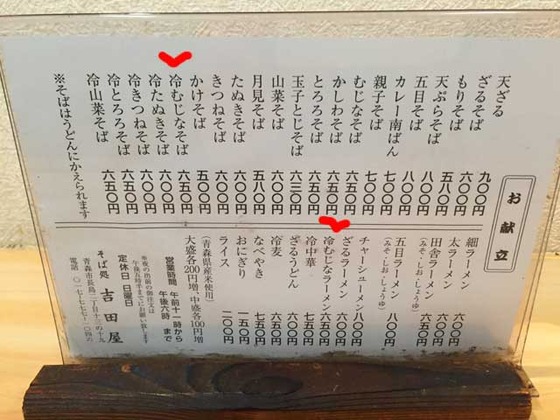 お献立
天ざる 九〇〇円
ざるそば 六〇〇円
もりそば 五八〇円
天ぷらそば 八〇〇円
五目そば 八〇〇円
カレー南ばん 七〇〇円
親子そば 七〇〇円
むじなそば 六五〇円
かしわそば 六五〇円
とろろそば 六五〇円
玉子とじそば 六三〇円
山菜そば 六〇〇円
月見そば 五八〇円
たぬきそば 六〇〇円
きつねそば 六〇〇円
かけそば 五〇〇円
冷むじなそば 六五〇円
冷たぬきそば 六〇〇円
冷きつねそば 六〇〇円
冷とろろそば 六五〇円
冷山菜そば 六五〇円
※そばはうどんにかえられます
細ラーメン 六〇〇円
太ラーメン 六〇〇円
田舎ラーメン 六五〇円
(みそ・しお・しょうゆ)
五目ラーメン 八〇〇円
(みそ・しお・しょうゆ)
チャーシューメン 八〇〇円
ざるラーメン 六〇〇円
冷むじなラーメン 六五〇円
冷中華 七五〇円
ざるうどん 六〇〇円
冷麦 六〇〇円
なべやき 七五〇円
おにぎり 一五〇円
ライス 二〇〇円
(青森県産米使用)
大盛各200円増、中盛各100円増
営業時間 午前十一時から
午後六時まで
定休日 日曜日
そば処 吉田屋
青森市長島二丁目
電話